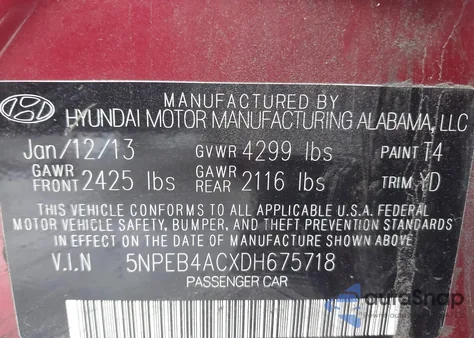 MANUFACTURED BY
HYUNDAI MOTOR MANUFACTURING ALABAMA, LLC
Jan/12/13 GVWR 4299 lbs PAINT T4
GAWR FRONT 2425 lbs GAWR REAR 2116 lbs TRIM YD
THIS VEHICLE CONFORMS TO ALL APPLICABLE U.S.A. FEDERAL
MOTOR VEHICLE SAFETY, BUMPER, AND THEFT PREVENTION STANDARDS
IN EFFECT ON THE DATE OF MANUFACTURE SHOWN ABOVE.
V.I.N 5NPEB4ACXDH675718
PASSENGER CAR
autoSnap